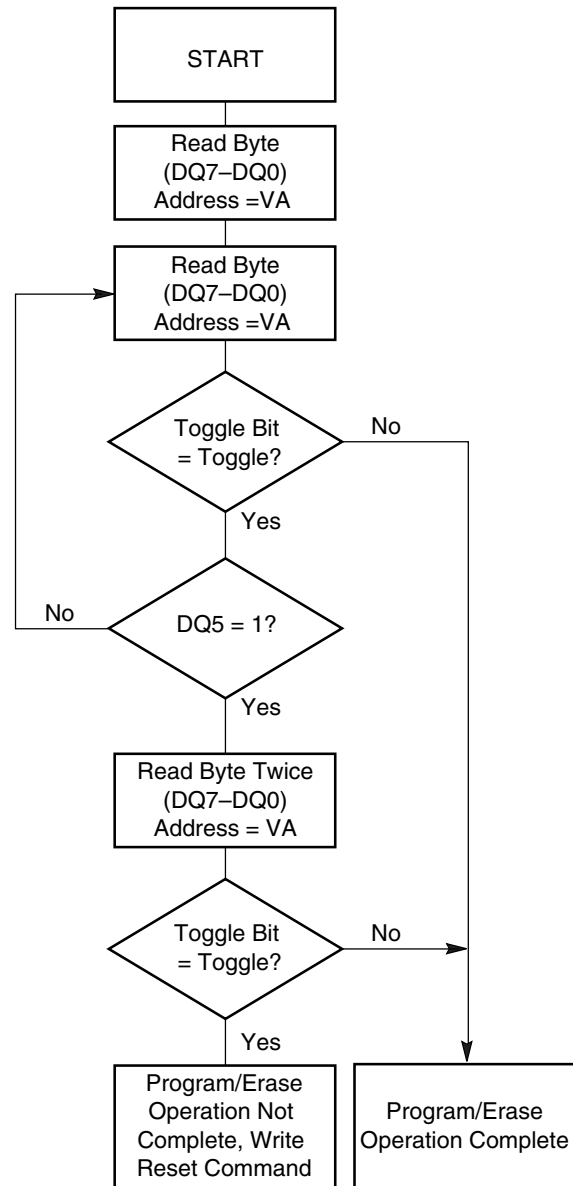 START
Read Byte
(DQ7–DQ0)
Address =VA
Read Byte
(DQ7–DQ0)
Address =VA
Toggle Bit
= Toggle?
No
Yes
No
DQ5 = 1?
Yes
Read Byte Twice
(DQ7–DQ0)
Address = VA
Toggle Bit
= Toggle?
No
Yes
Program/Erase
Operation Not
Complete, Write
Reset Command
Program/Erase
Operation Complete